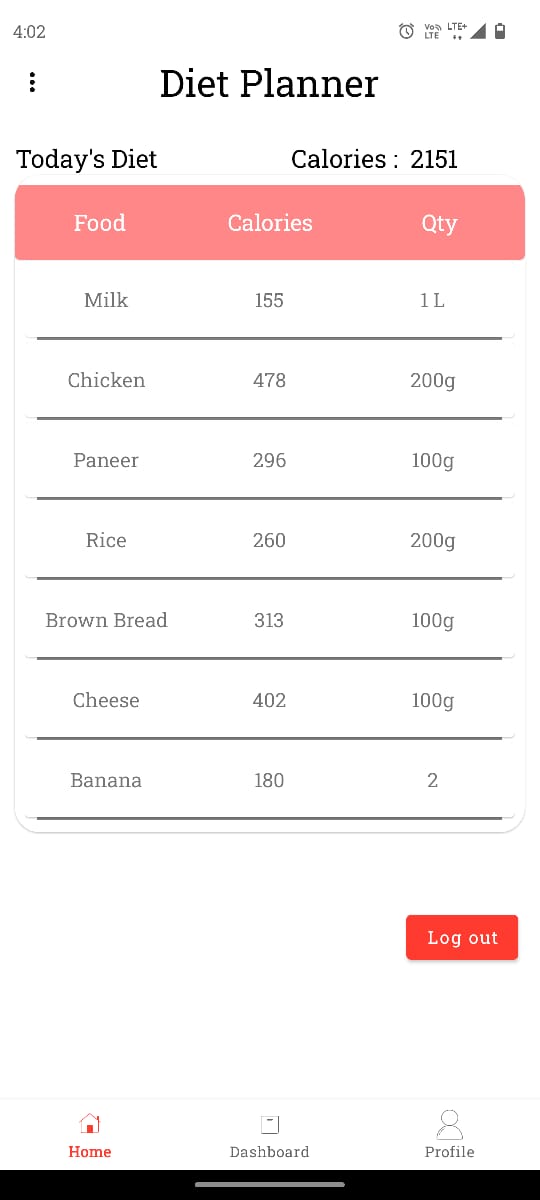 4:02
Vo LTE LTE+
Diet Planner
Today's Diet Calories : 2151
Food Calories Qty
Milk 155 1 L
Chicken 478 200g
Paneer 296 100g
Rice 260 200g
Brown Bread 313 100g
Cheese 402 100g
Banana 180 2
Log out
Home Dashboard Profile